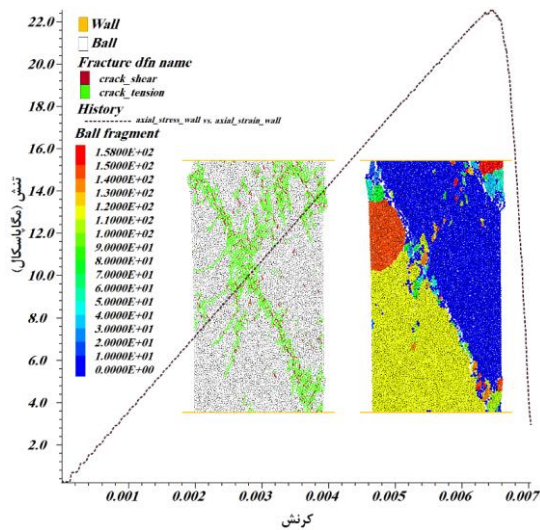 Wall
Ball
Fracture dfn name
crack_shear
crack_tension
History
axial_stress_wall vs. axial_strain_wall
Ball fragment
1.5800E+02
1.5000E+02
1.4000E+02
1.3000E+02
1.2000E+02
1.1000E+02
1.0000E+02
9.0000E+01
8.0000E+01
7.0000E+01
6.0000E+01
5.0000E+01
4.0000E+01
3.0000E+01
2.0000E+01
1.0000E+01
0.0000E+00
22.0
20.0
18.0
16.0
14.0
12.0
10.0
8.0
6.0
4.0
2.0
تنش (مگاپاسکال)
0.001
0.002
0.003
0.004
0.005
0.006
0.007
کرنش